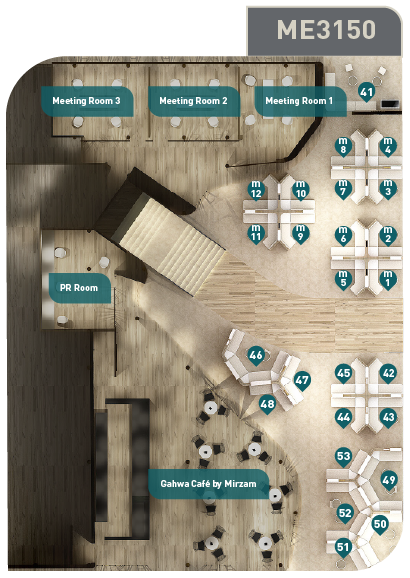 ME3150
41
Meeting Room 3
Meeting Room 2
Meeting Room 1
m
8
m
4
m
7
m
3
m
12
m
10
m
11
m
9
m
6
m
2
m
5
m
1
PR Room
46
47
48
45
42
44
43
53
49
Gahwa Café by Mirzam
52
50
51